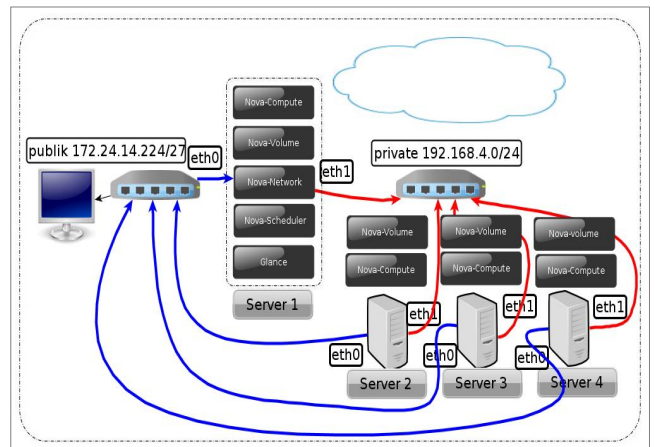 Nova-Compute
Nova-Volume
publik 172.24.14.224/27
eth0
Nova-Network
eth1
private 192.168.4.0/24
Nova-Scheduler
Glance
Server 1
Nova-Volume
Nova-Volume
Nova-volume
Nova-Compute
Nova-Compute
Nova-Compute
eth1
eth1
eth1
eth0
eth0
eth0
Server 2
Server 3
Server 4